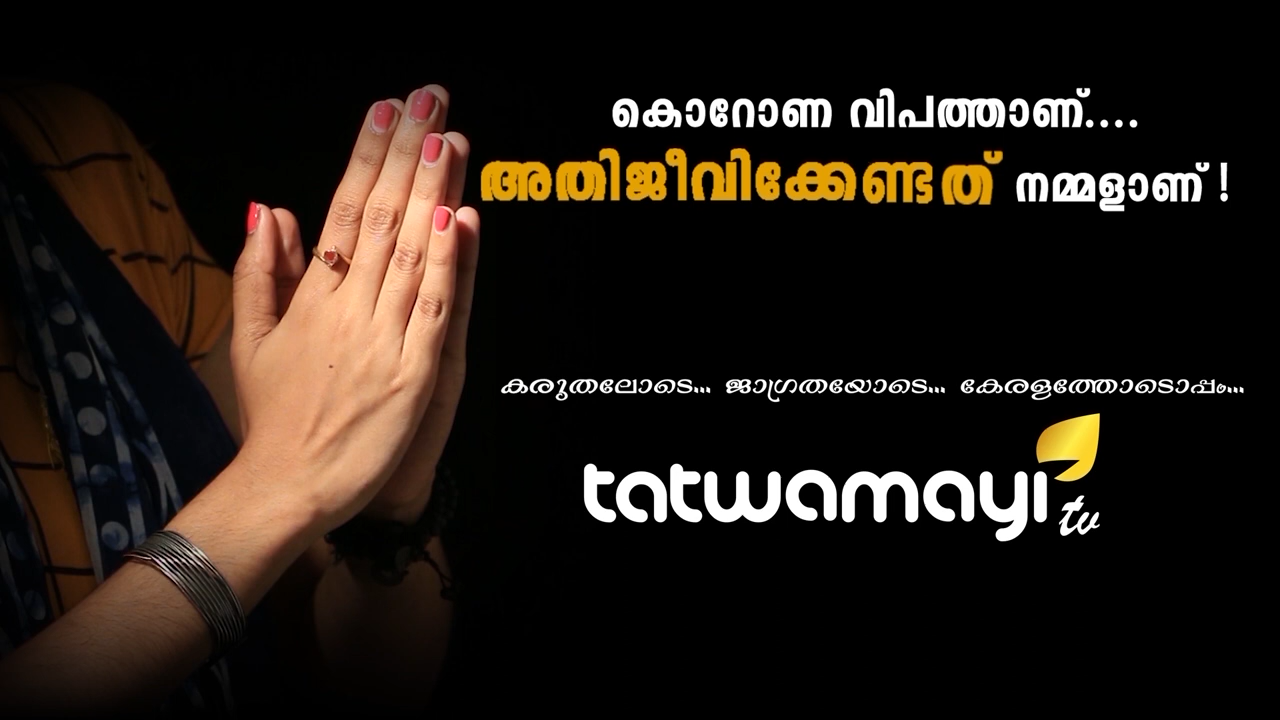 കൊറോണ വിപത്താണ്....
അതിജീവിക്കേണ്ടത് നമ്മളാണ് !
കരുതലോടെ... ജാഗ്രതയോടെ... കേരളത്തോടൊപ്പം...
tatwamayi
tv